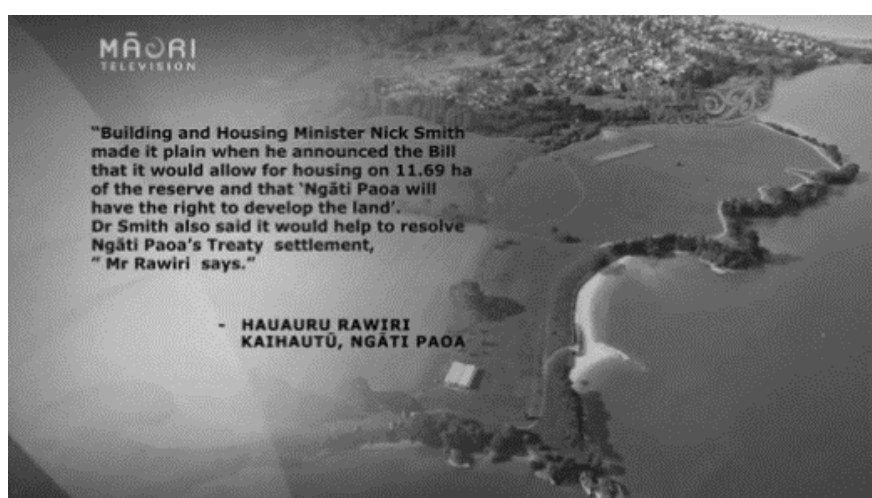 MĀORI
TELEVISION
“Building and Housing Minister Nick Smith
made it plain when he announced the Bill
that it would allow for housing on 11.69 ha
of the reserve and that ‘Ngāti Paoa will
have the right to develop the land’.
Dr Smith also said it would help to resolve
Ngāti Paoa’s Treaty settlement,
“ Mr Rawiri says.”
- HAUAURU RAWIRI
KAIHAUTŪ, NGĀTI PAOA